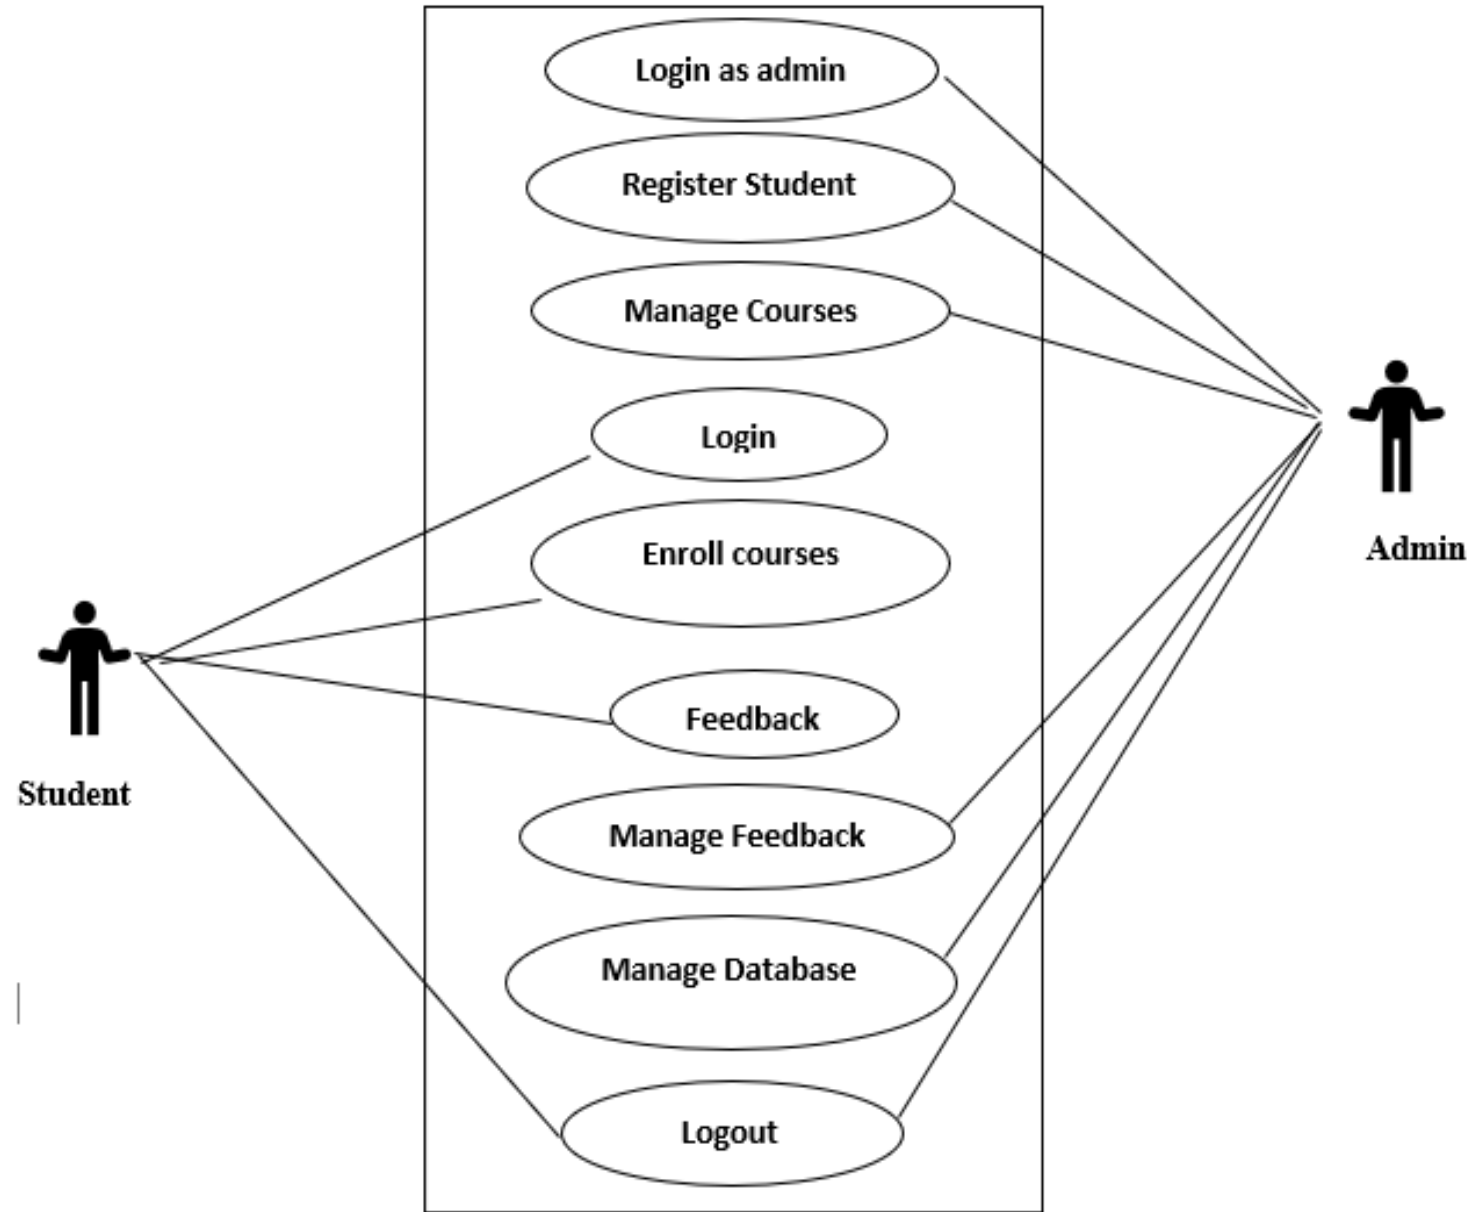 Login as admin
Register Student
Manage Courses
Login
Enroll courses
Admin
Feedback
Student
Manage Feedback
Manage Database
Logout